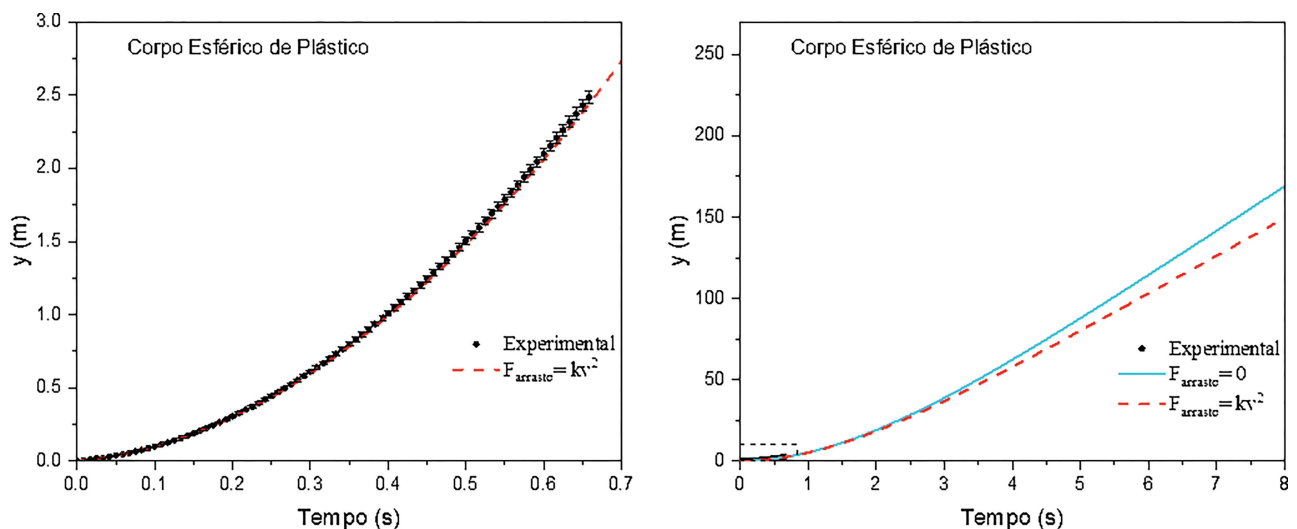 Corpo Esférico de Plástico
y (m)
3.0
2.5
2.0
1.5
1.0
0.5
0.0
Experimental
F_arraste = kv²
0.0 0.1 0.2 0.3 0.4 0.5 0.6 0.7
Tempo (s)
Corpo Esférico de Plástico
y (m)
250
200
150
100
50
0
Experimental
F_arraste = 0
F_arraste = kv²
0 1 2 3 4 5 6 7 8
Tempo (s)